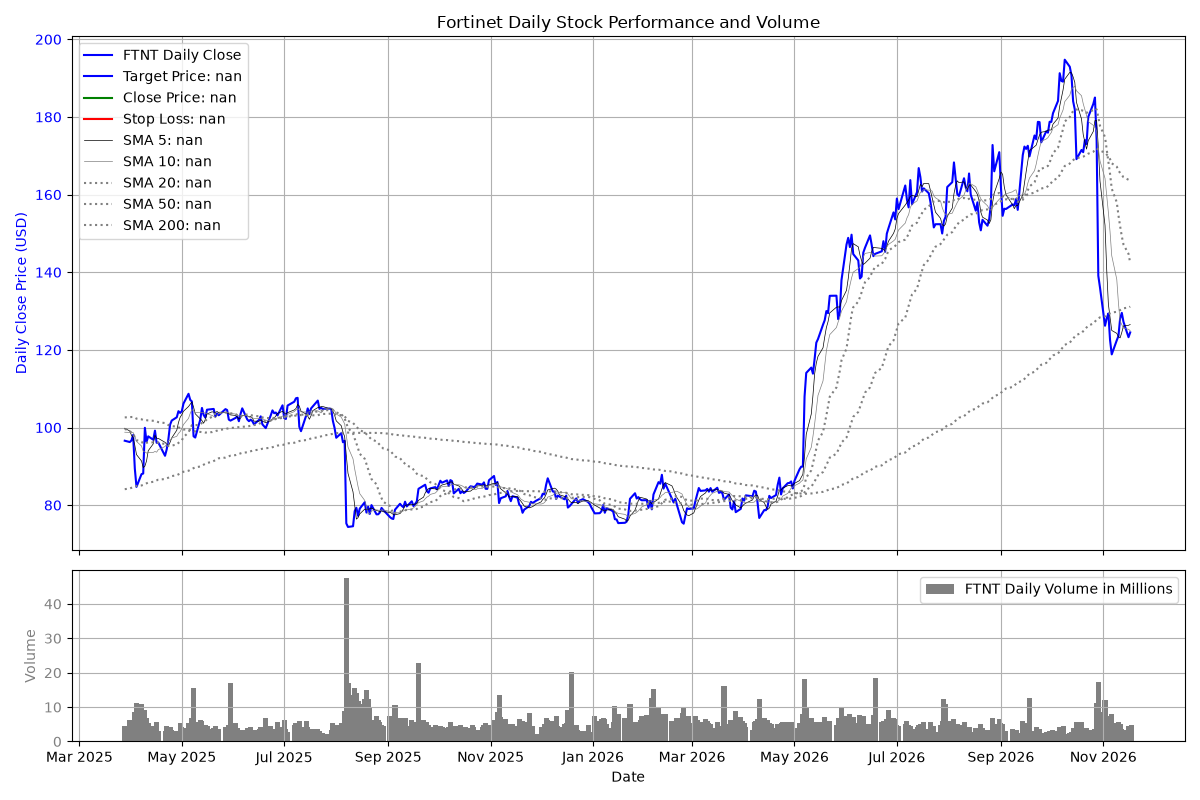 Fortinet Daily Stock Performance and Volume
200
180
160
140
120
100
80
Daily Close Price (USD)
FTNT Daily Close
Target Price: nan
Close Price: nan
Stop Loss: nan
SMA 5: nan
SMA 10: nan
SMA 20: nan
SMA 50: nan
SMA 200: nan
40
30
20
10
0
Volume
FTNT Daily Volume in Millions
Mar 2025 May 2025 Jul 2025 Sep 2025 Nov 2025 Jan 2026 Mar 2026 May 2026 Jul 2026 Sep 2026 Nov 2026
Date